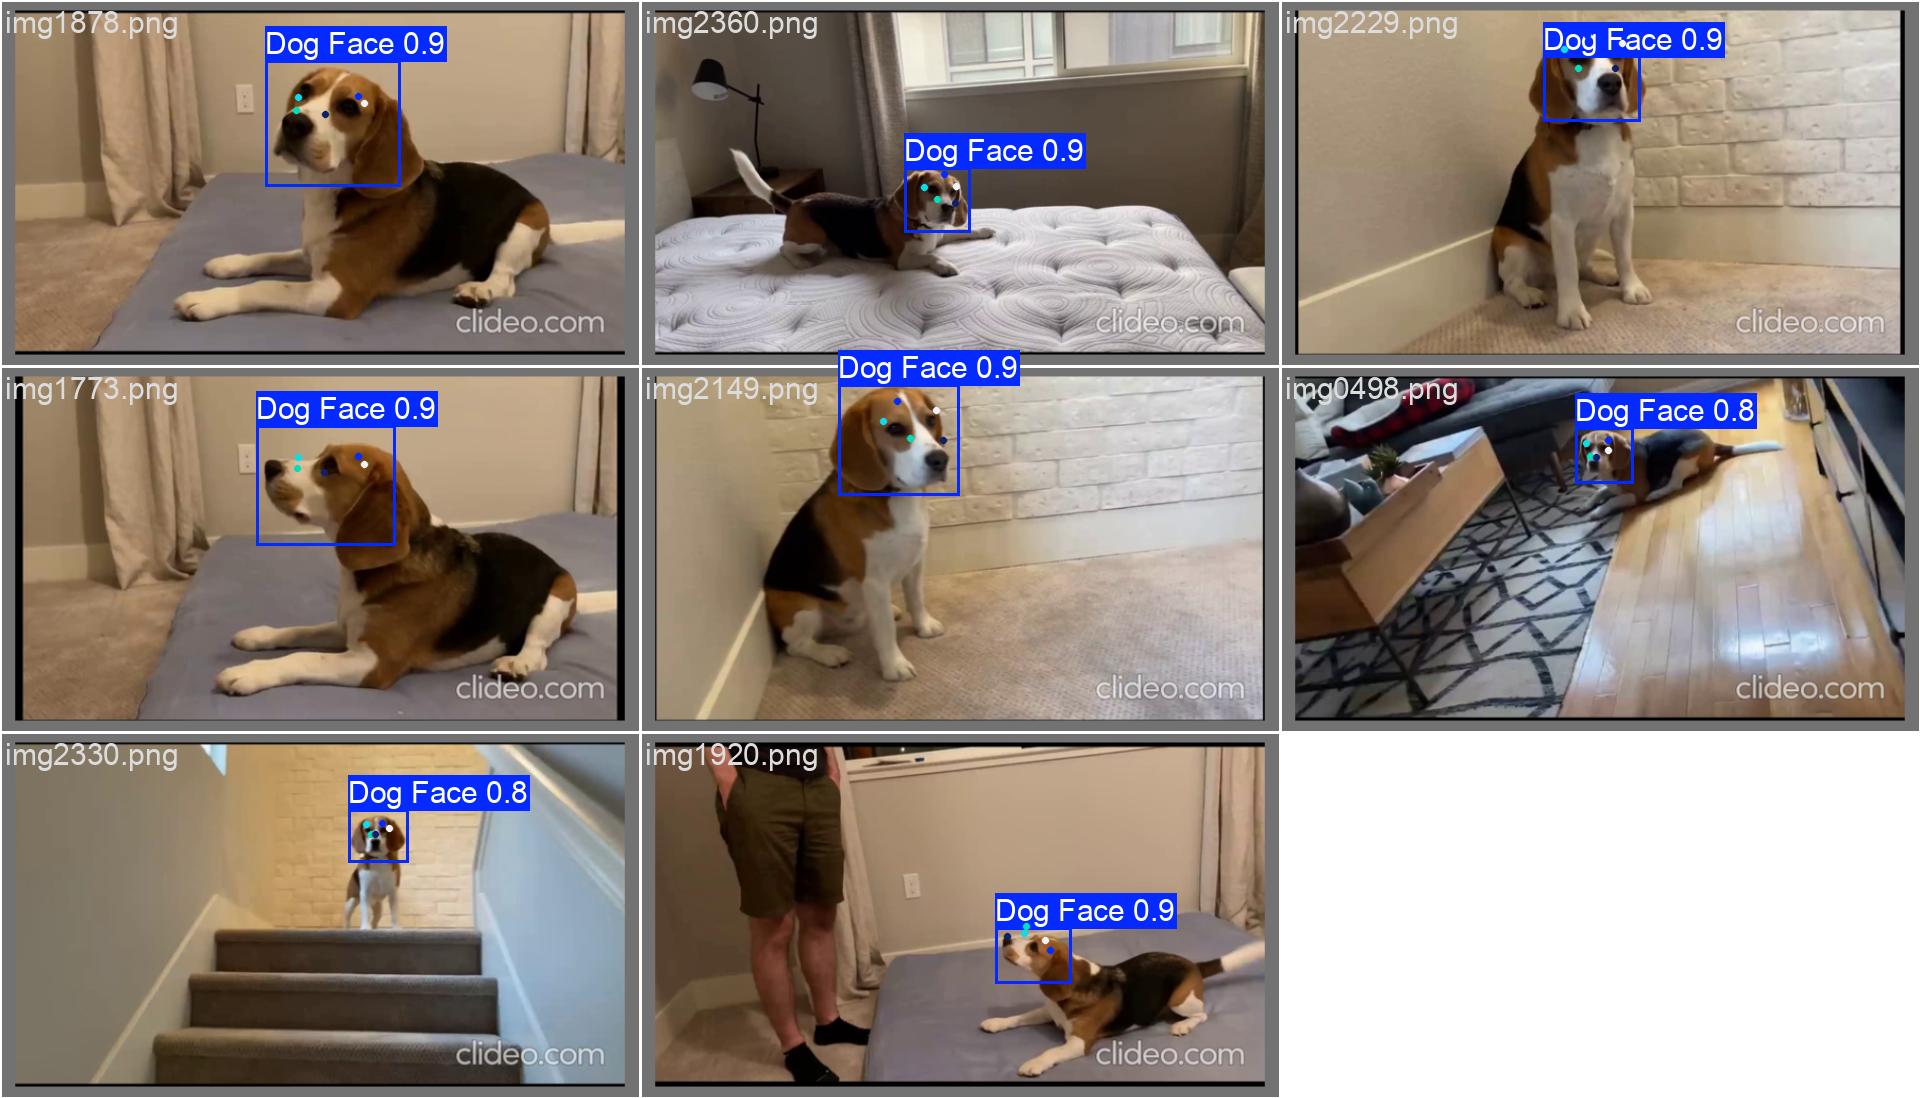 img1878.png
Dog Face 0.9
clideo.com
img2360.png
Dog Face 0.9
clideo.com
img2229.png
Dog Face 0.9
clideo.com
img1773.png
Dog Face 0.9
clideo.com
img2149.png
Dog Face 0.9
clideo.com
img0498.png
Dog Face 0.8
clideo.com
img2330.png
Dog Face 0.8
clideo.com
img1920.png
Dog Face 0.9
clideo.com